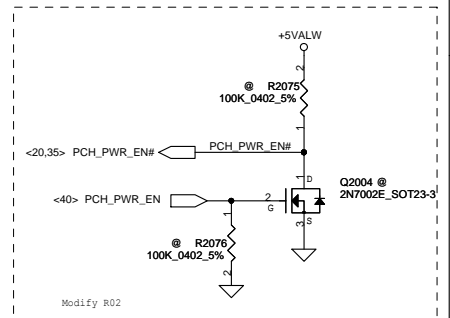 +5VALW
2
@ R2075
100K_0402_5%
1
<20,35> PCH_PWR_EN#
PCH_PWR_EN#
1
D
Q2004 @
2N7002E_SOT23-3
<40> PCH_PWR_EN
2
G
S
3
1
@ R2076
100K_0402_5%
2
Modify R02